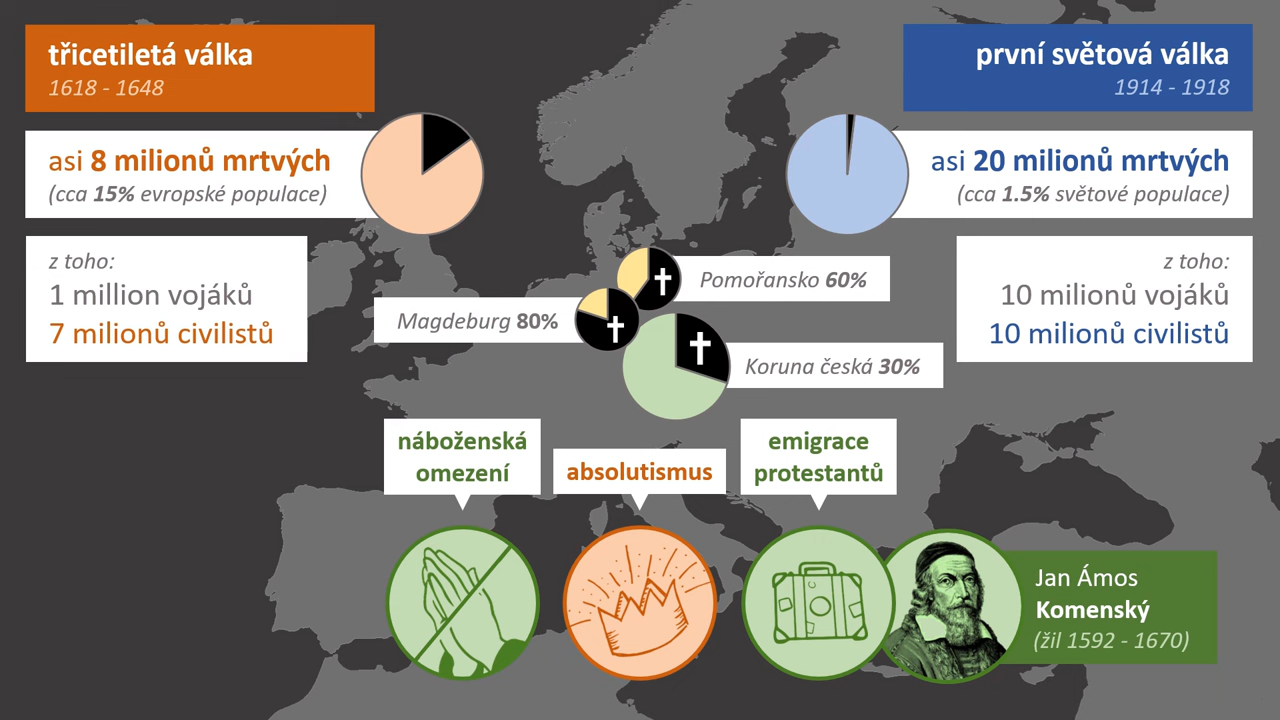 třicetiletá válka
1618 - 1648
asi 8 milionů mrtvých
(cca 15% evropské populace)
z toho:
1 million vojáků
7 milionů civilistů
první světová válka
1914 - 1918
asi 20 milionů mrtvých
(cca 1.5% světové populace)
z toho:
10 milionů vojáků
10 milionů civilistů
Pomořansko 60%
Magdeburg 80%
Koruna česká 30%
náboženská
omezení
absolutismus
emigrace
protestantů
Jan Ámos
Komenský
(žil 1592 - 1670)